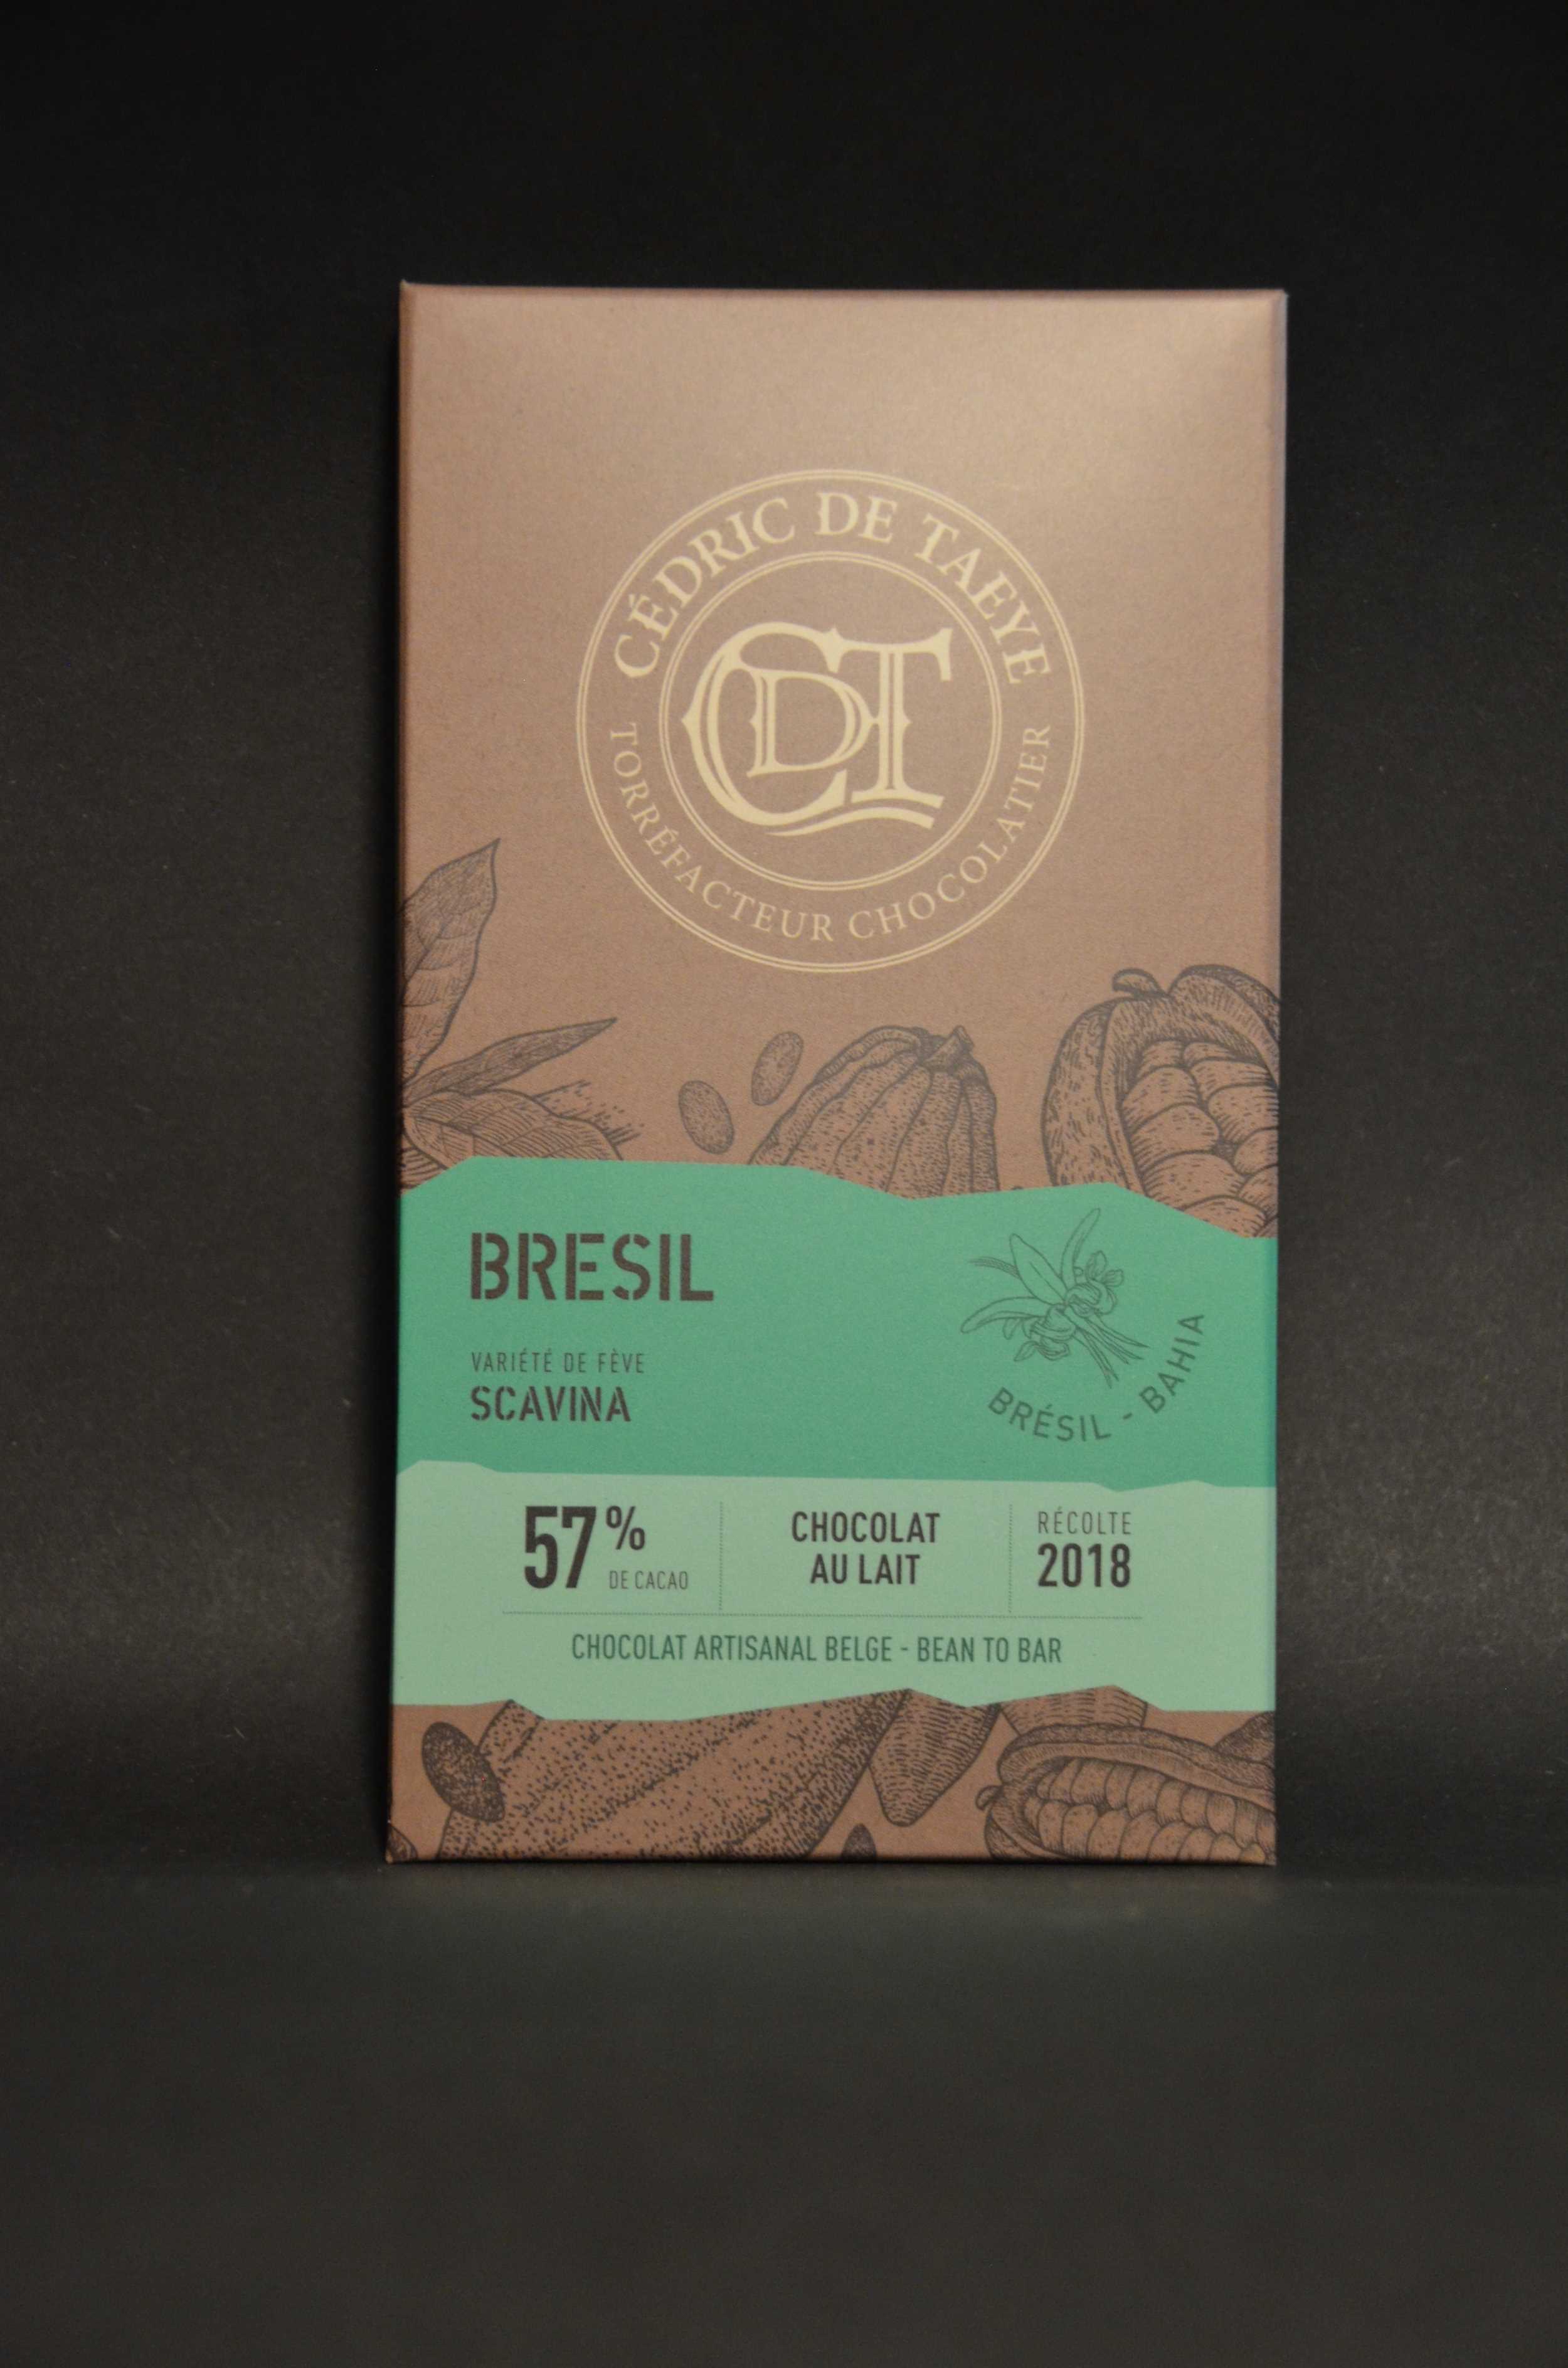 CÉDRIC DE TAEYE
CDT
TORRÉFACTEUR CHOCOLATIER
BRESIL
VARIÉTÉ DE FÈVE
SCAVINA
BRÉSIL - BAHIA
57%
DE CACAO
CHOCOLAT
AU LAIT
RÉCOLTE
2018
CHOCOLAT ARTISANAL BELGE - BEAN TO BAR